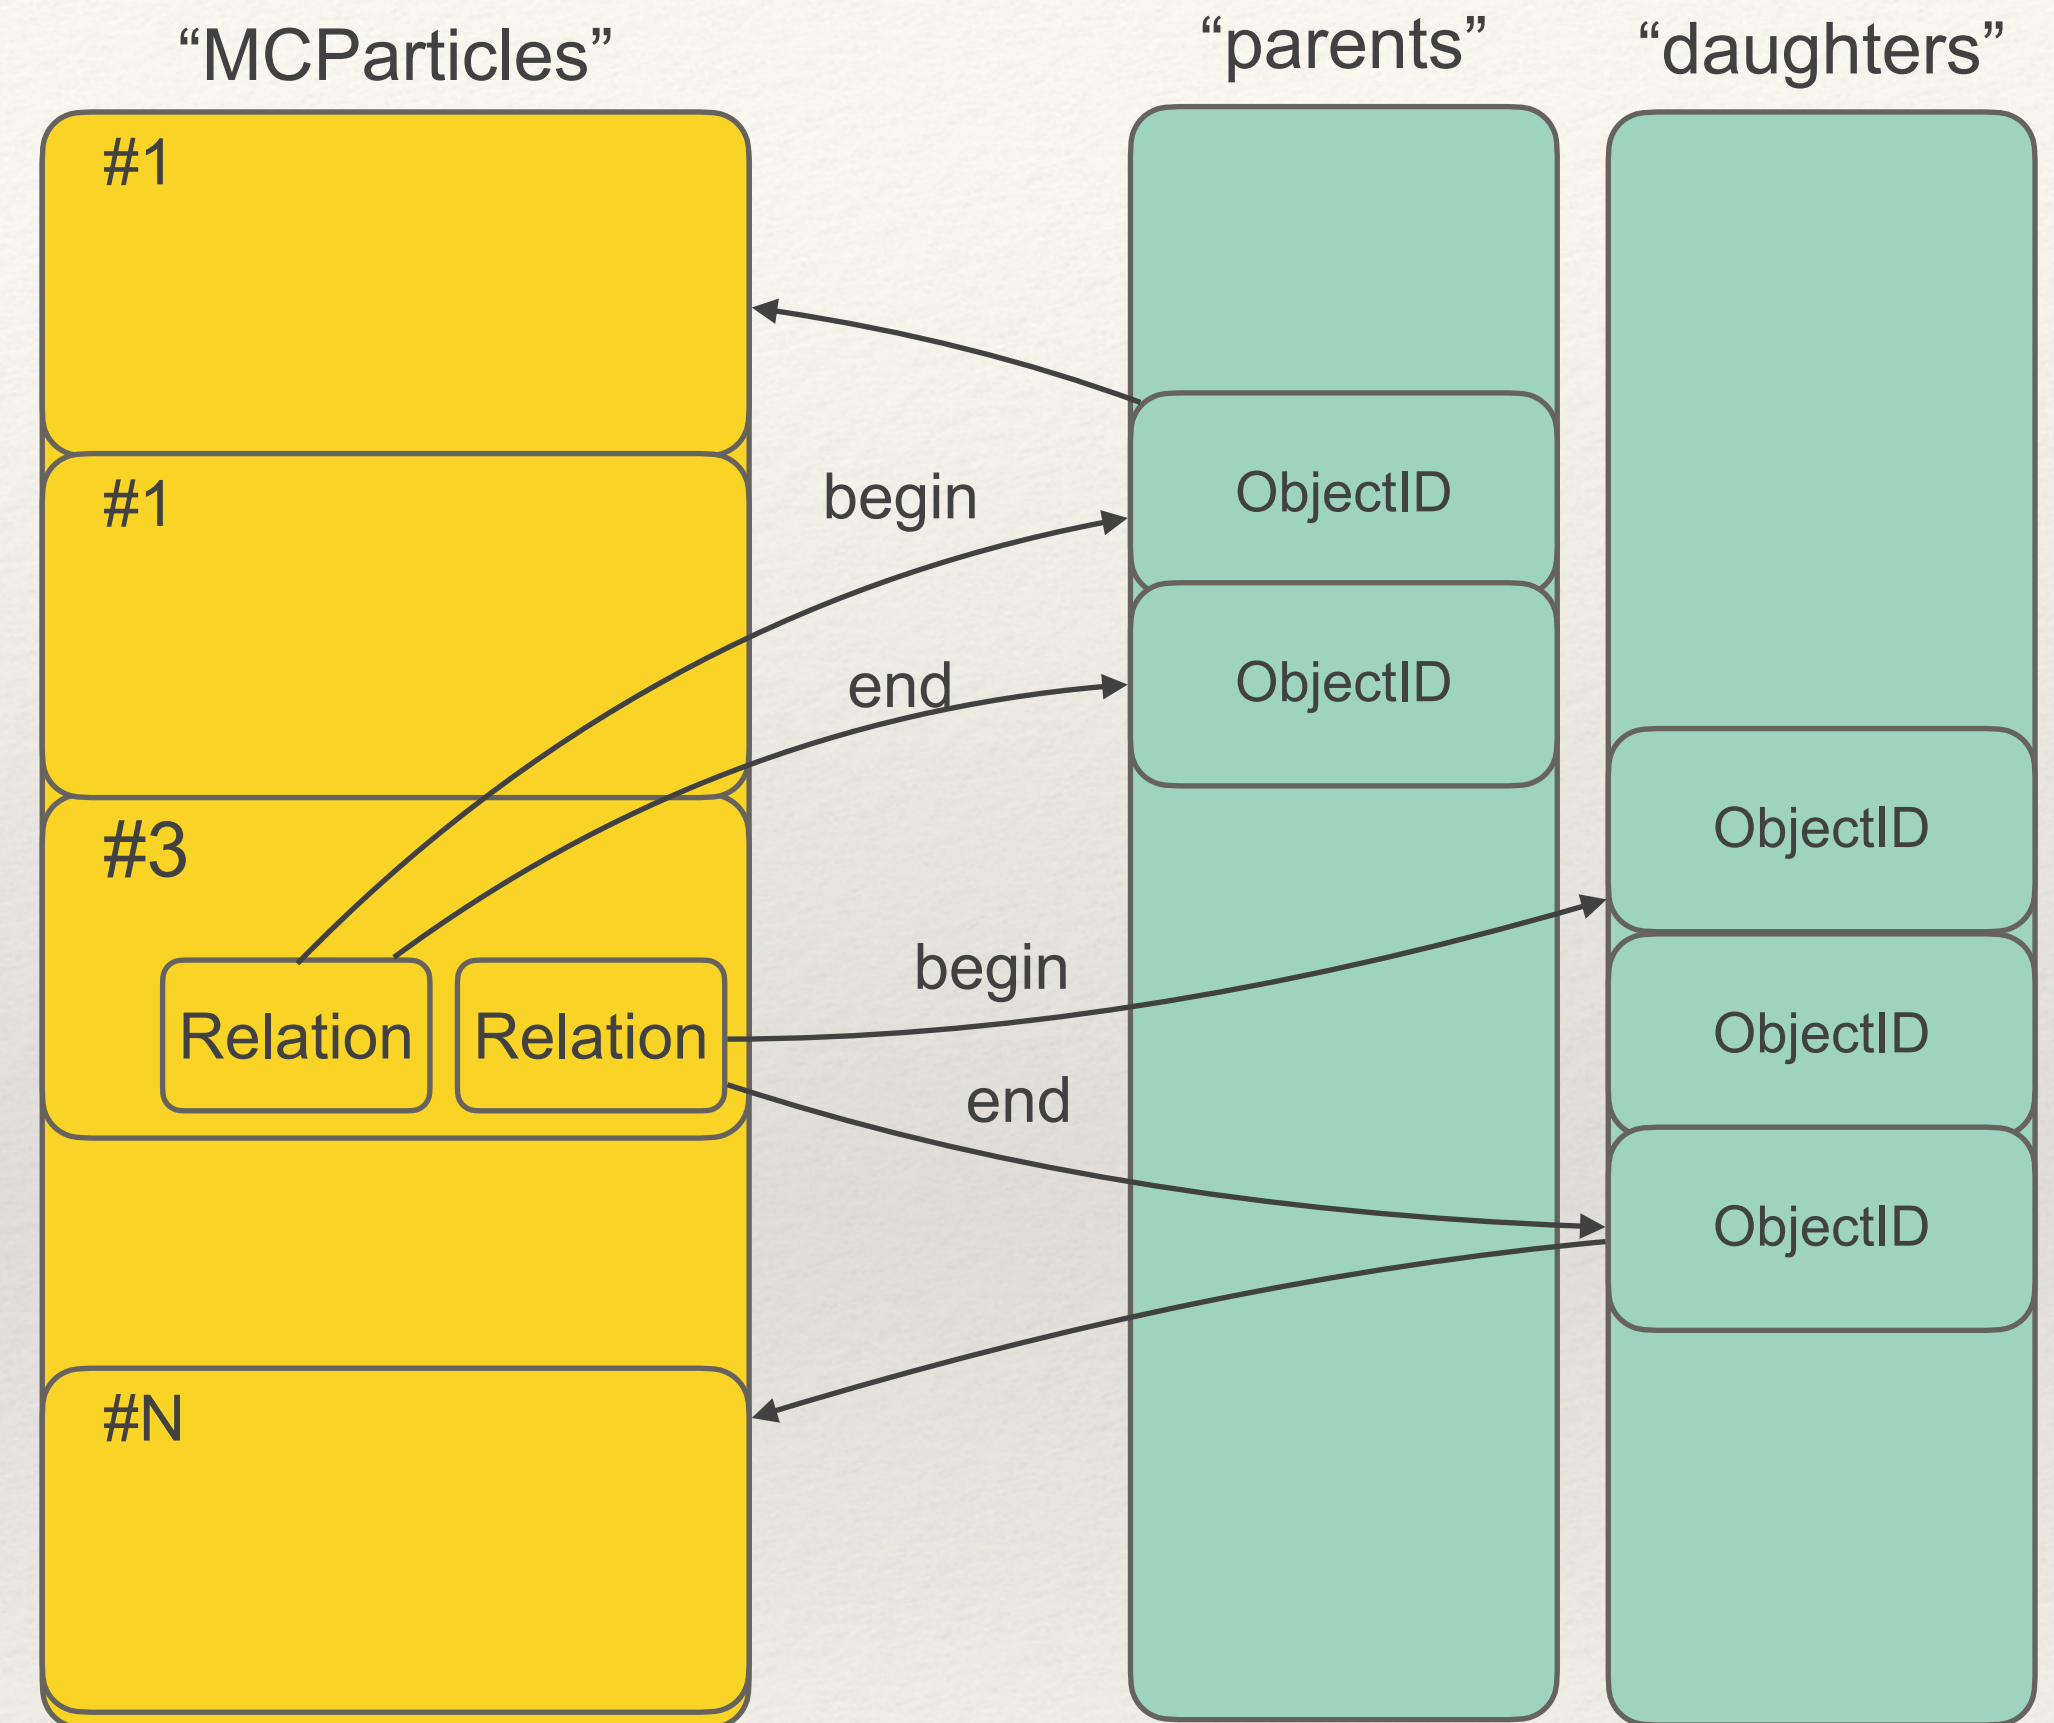 “MCParticles”
“parents”
“daughters”
#1
#1
begin
ObjectID
end
ObjectID
#3
ObjectID
begin
Relation
Relation
ObjectID
end
ObjectID
#N